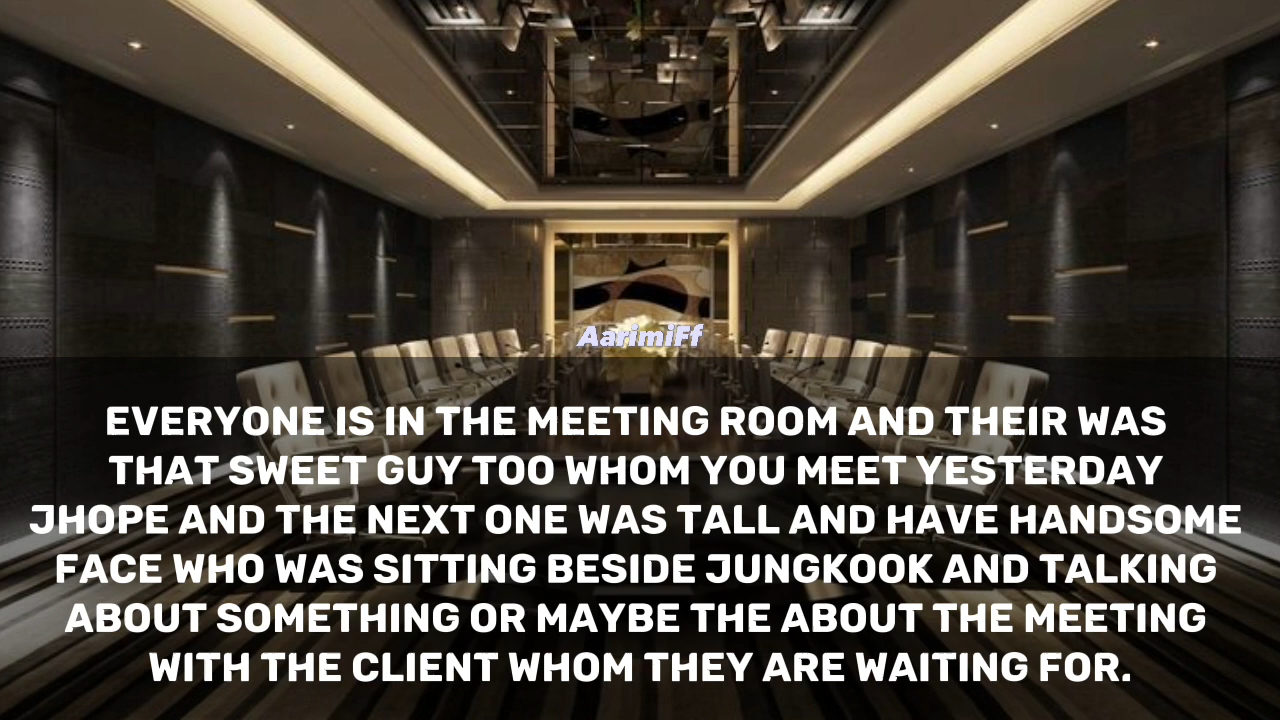 AarimiFf
EVERYONE IS IN THE MEETING ROOM AND THEIR WAS
THAT SWEET GUY TOO WHOM YOU MEET YESTERDAY
JHOPE AND THE NEXT ONE WAS TALL AND HAVE HANDSOME
FACE WHO WAS SITTING BESIDE JUNGKOOK AND TALKING
ABOUT SOMETHING OR MAYBE THE ABOUT THE MEETING
WITH THE CLIENT WHOM THEY ARE WAITING FOR.